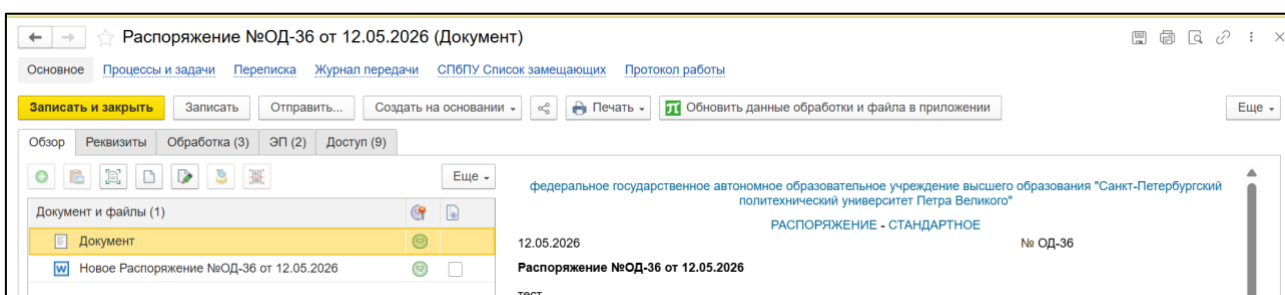 Распоряжение №ОД-36 от 12.05.2026 (Документ)
Основное Процессы и задачи Переписка Журнал передачи СПбПУ Список замещающих Протокол работы
Записать и закрыть Записать Отправить... Создать на основании Печать Обновить данные обработки и файла в приложении Еще
Обзор Реквизиты Обработка (3) ЭП (2) Доступ (9)
Еще
Документ и файлы (1)
Документ
Новое Распоряжение №ОД-36 от 12.05.2026
федеральное государственное автономное образовательное учреждение высшего образования "Санкт-Петербургский
политехнический университет Петра Великого"
РАСПОРЯЖЕНИЕ - СТАНДАРТНОЕ
12.05.2026 № ОД-36
Распоряжение №ОД-36 от 12.05.2026
тест